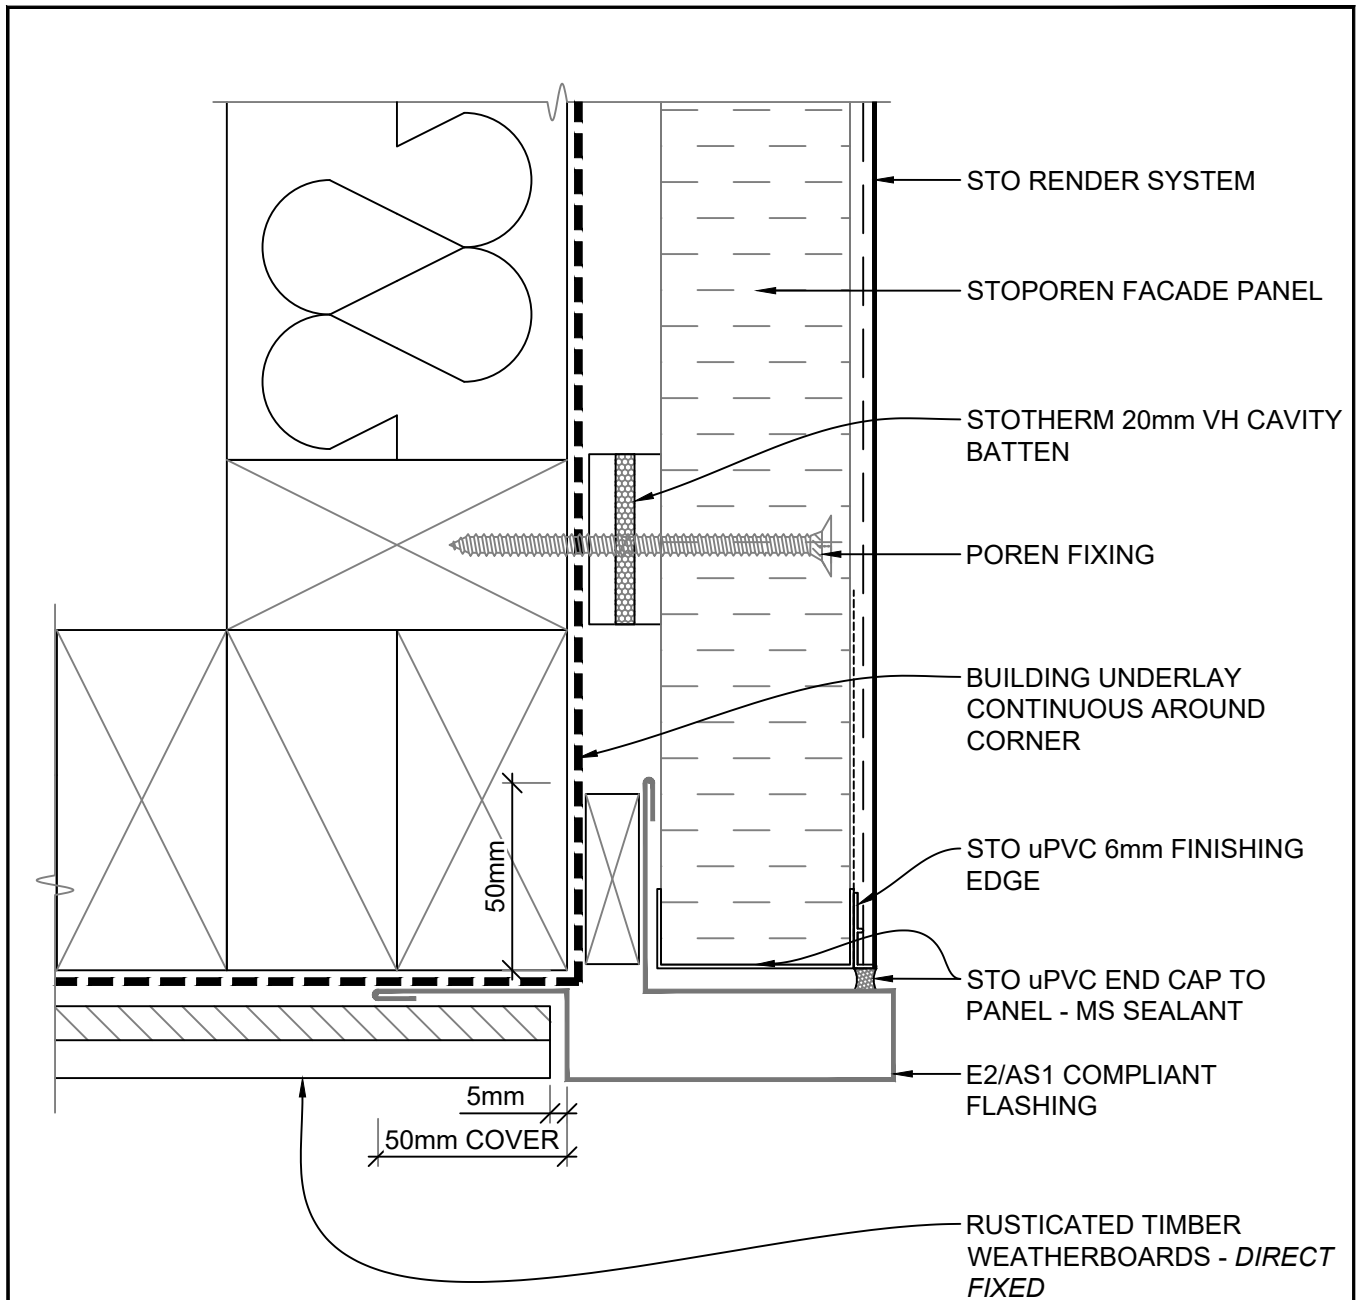 STO RENDER SYSTEM
STOPOREN FACADE PANEL
STOTHERM 20mm VH CAVITY
BATTEN
POREN FIXING
BUILDING UNDERLAY
CONTINUOUS AROUND
CORNER
50mm
STO uPVC 6mm FINISHING
EDGE
STO uPVC END CAP TO
PANEL - MS SEALANT
E2/AS1 COMPLIANT
FLASHING
5mm
50mm COVER
RUSTICATED TIMBER
WEATHERBOARDS - DIRECT
FIXED